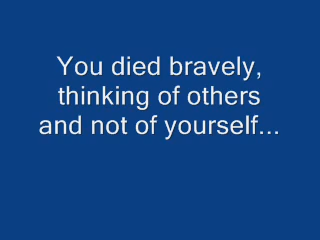 You died bravely,
thinking of others
and not of yourself...